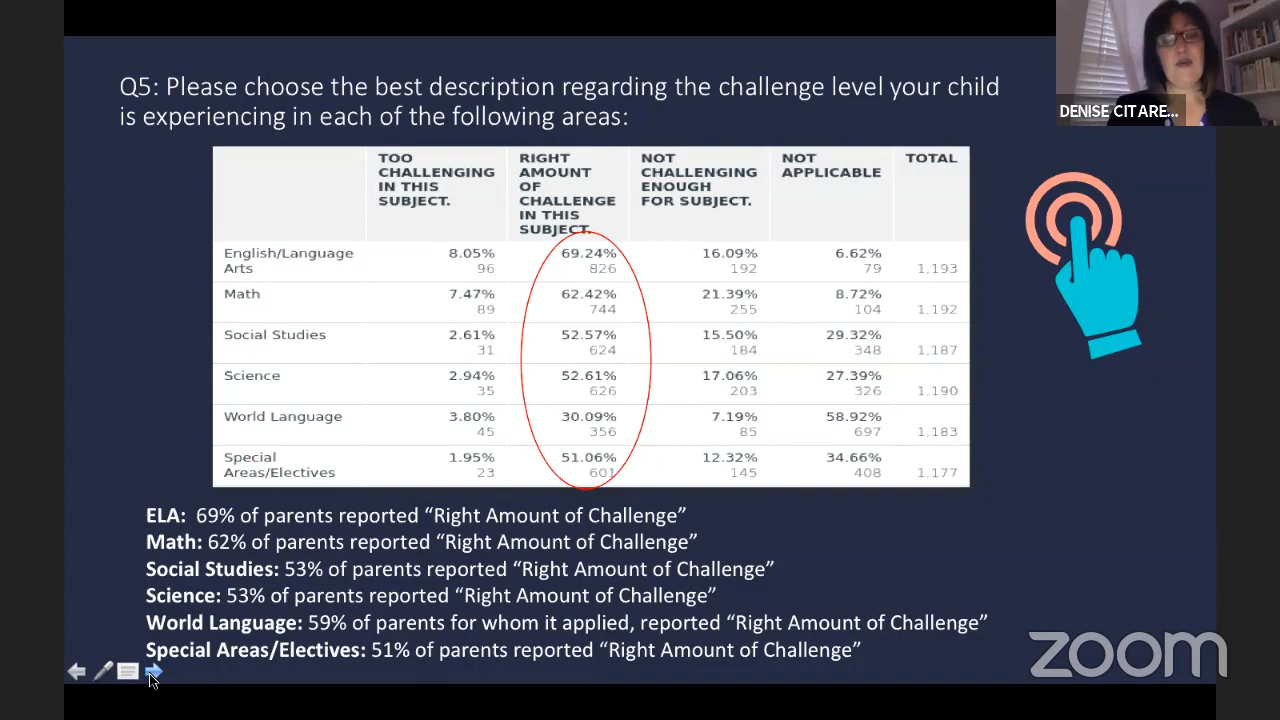 Q5: Please choose the best description regarding the challenge level your child
is experiencing in each of the following areas:
DENISE CITARE...
TOO CHALLENGING IN THIS SUBJECT. RIGHT AMOUNT OF CHALLENGE IN THIS SUBJECT. NOT CHALLENGING ENOUGH FOR SUBJECT. NOT APPLICABLE TOTAL
English/Language 8.05% 69.24% 16.09% 6.62%
Arts 96 826 192 79 1,193
Math 7.47% 62.42% 21.39% 8.72%
89 744 255 104 1,192
Social Studies 2.61% 52.57% 15.50% 29.32%
31 624 184 348 1,187
Science 2.94% 52.61% 17.06% 27.39%
35 626 203 326 1,190
World Language 3.80% 30.09% 7.19% 58.92%
45 356 85 697 1,183
Special 1.95% 51.06% 12.32% 34.66%
Areas/Electives 23 601 145 408 1,177
ELA: 69% of parents reported “Right Amount of Challenge”
Math: 62% of parents reported “Right Amount of Challenge”
Social Studies: 53% of parents reported “Right Amount of Challenge”
Science: 53% of parents reported “Right Amount of Challenge”
World Language: 59% of parents for whom it applied, reported “Right Amount of Challenge”
Special Areas/Electives: 51% of parents reported “Right Amount of Challenge”
zoom